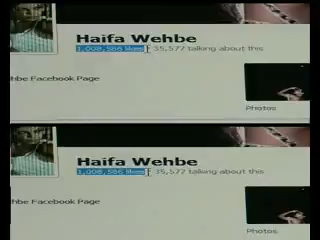 Haifa Wehbe
1,008,586 likes 35,577 talking about this
hbe Facebook Page
Photos
Haifa Wehbe
1,008,586 likes 35,577 talking about this
hbe Facebook Page
Photos